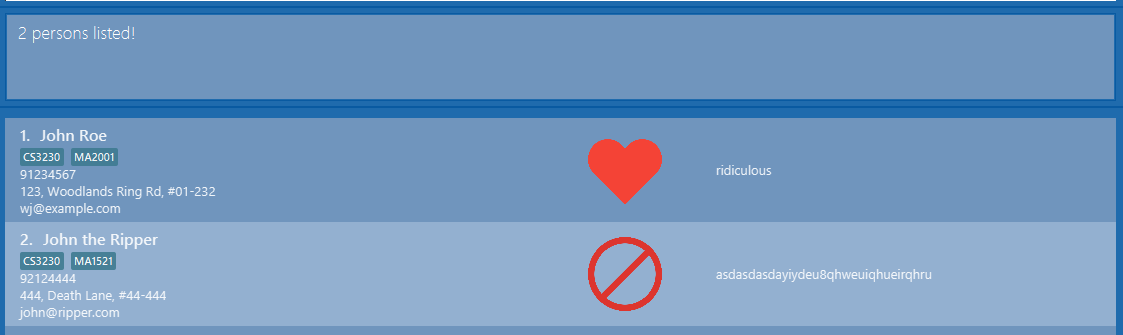 2 persons listed!
1. John Roe
CS3230 MA2001
91234567
123, Woodlands Ring Rd, #01-232
wj@example.com
ridiculous
2. John the Ripper
CS3230 MA1521
92124444
444, Death Lane, #44-444
john@ripper.com
asdasdasdayiydeu8qhweuiqhueirqhru